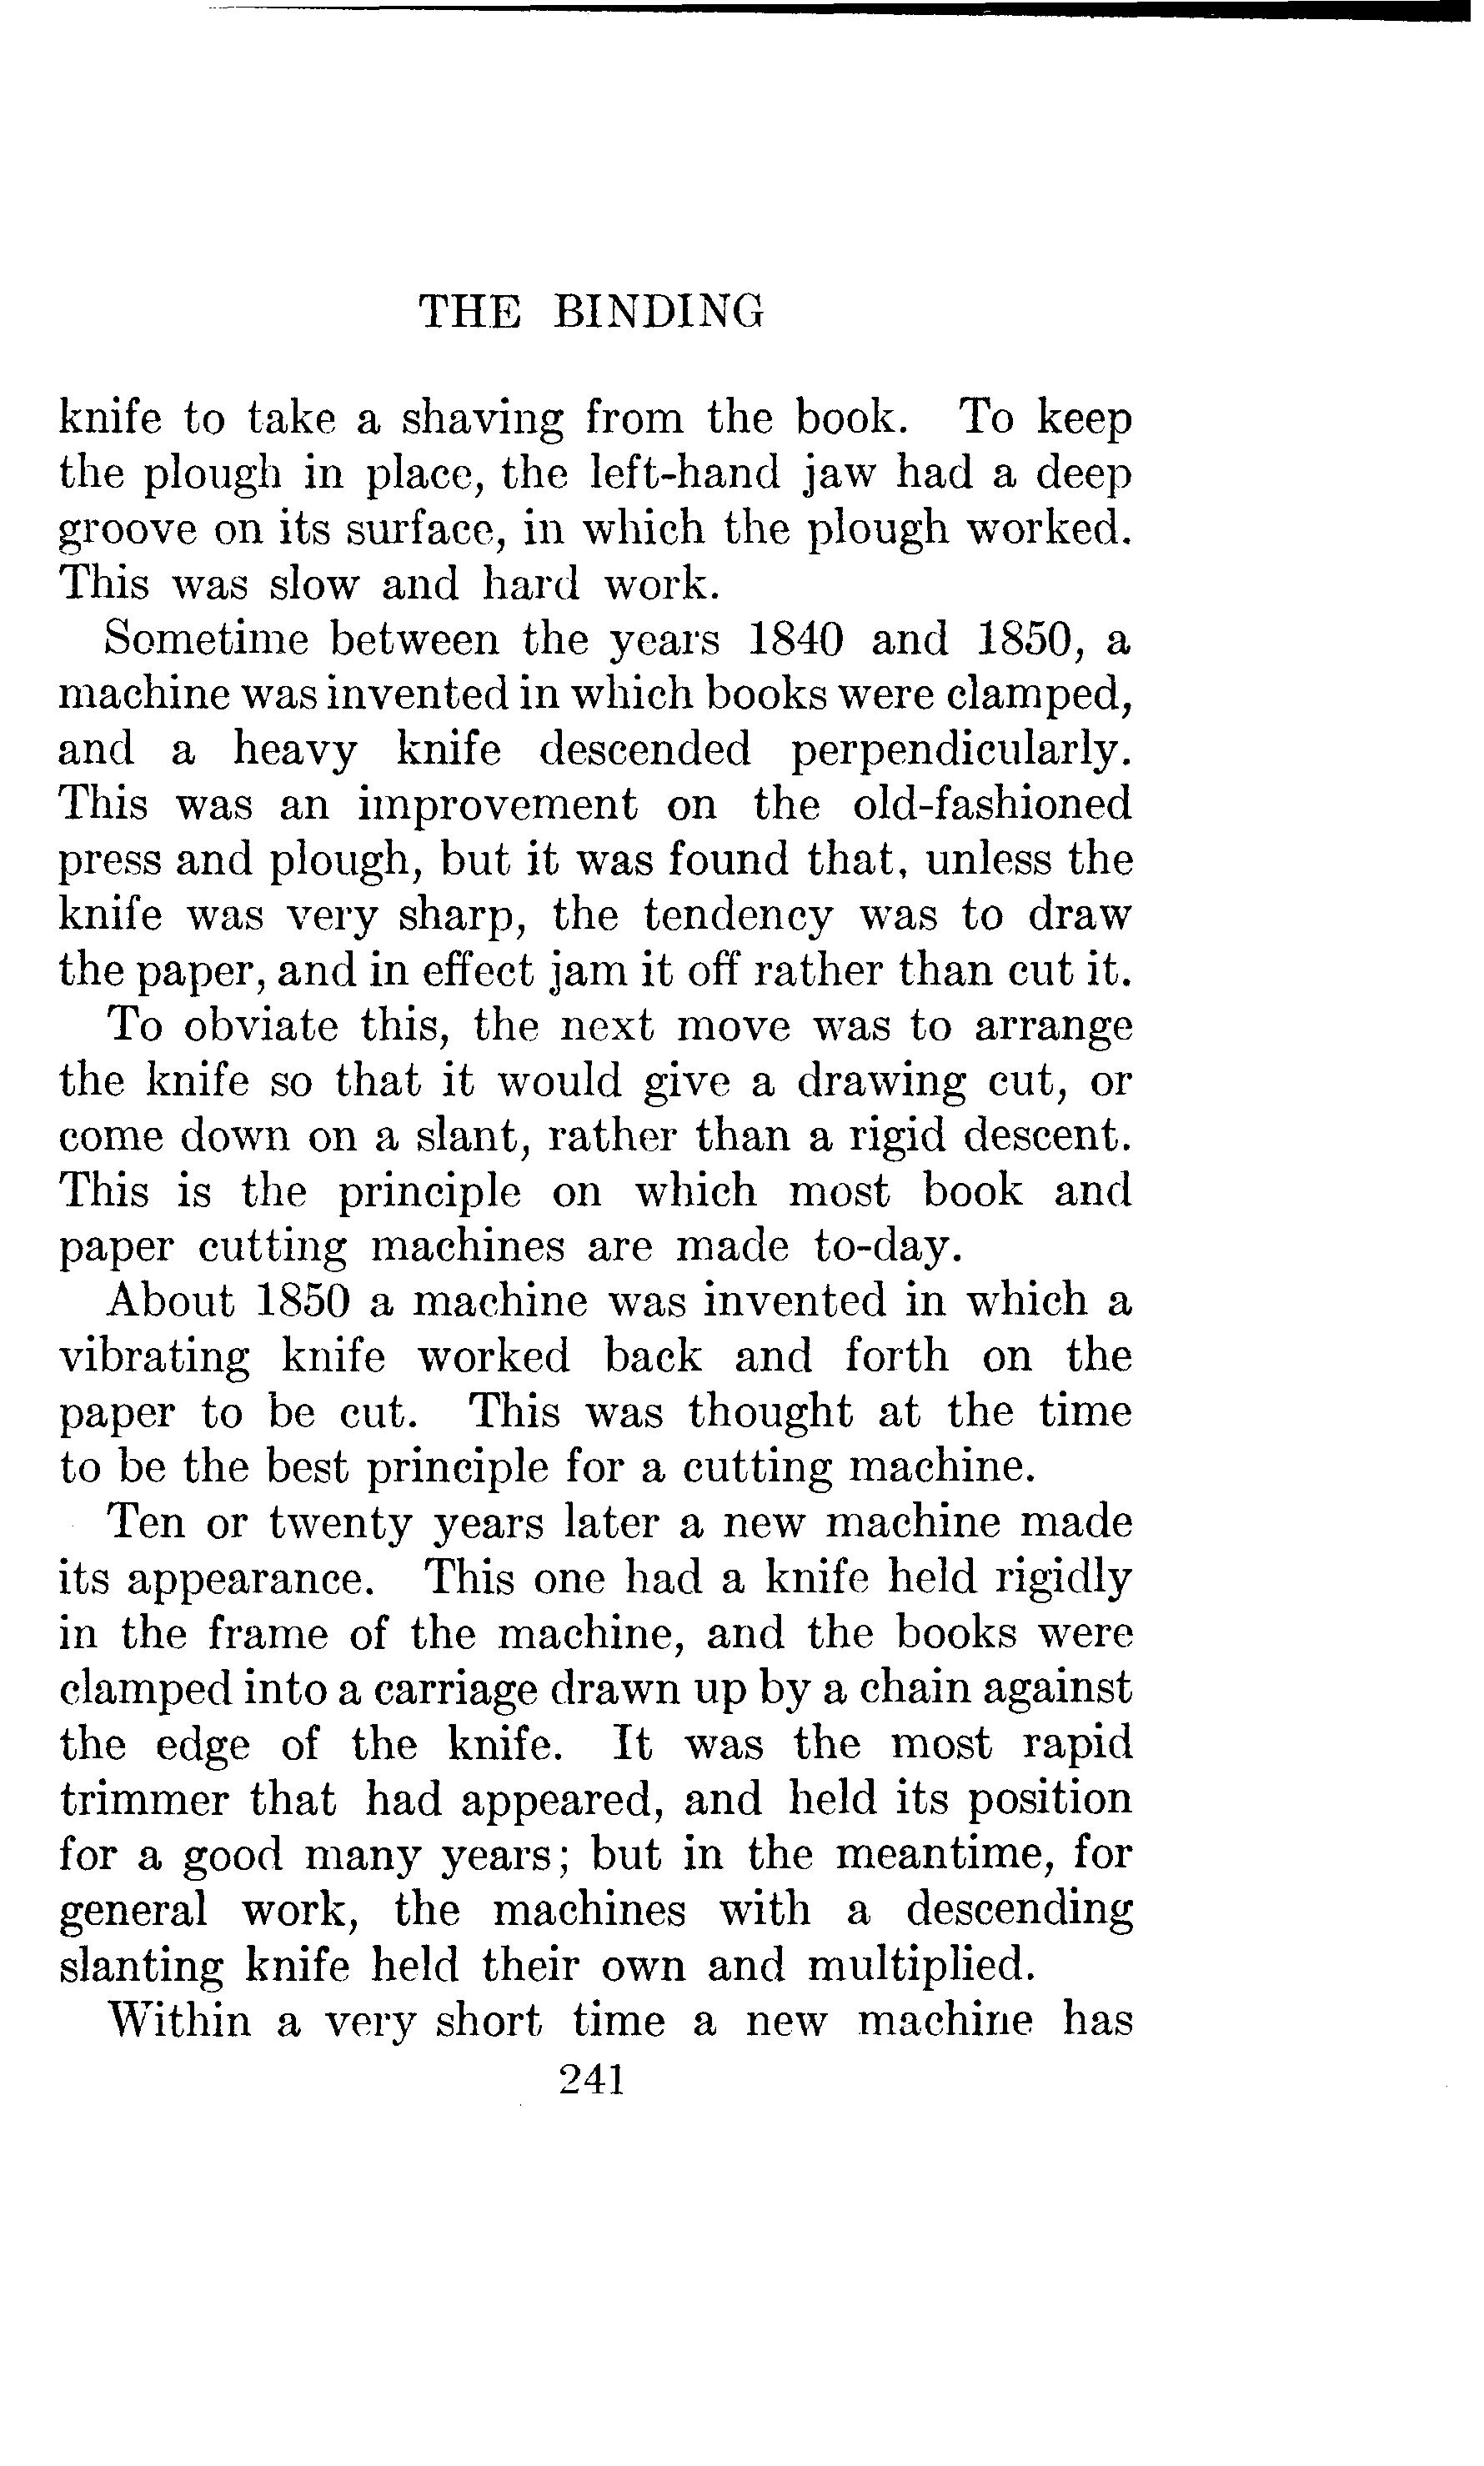 THE BINDING
knife to take a shaving from the book. To keep
the plough in place, the left-hand jaw had a deep
groove on its surface, in which the plough worked.
This was slow and hard work.
Sometime between the years 1840 and 1850, a
machine was invented in which books were clamped,
and a heavy knife descended perpendicularly.
This was an improvement on the old-fashioned
press and plough, but it was found that, unless the
knife was very sharp, the tendency was to draw
the paper, and in effect jam it off rather than cut it.
To obviate this, the next move was to arrange
the knife so that it would give a drawing cut, or
come down on a slant, rather than a rigid descent.
This is the principle on which most book and
paper cutting machines are made to-day.
About 1850 a machine was invented in which a
vibrating knife worked back and forth on the
paper to be cut. This was thought at the time
to be the best principle for a cutting machine.
Ten or twenty years later a new machine made
its appearance. This one had a knife held rigidly
in the frame of the machine, and the books were
clamped into a carriage drawn up by a chain against
the edge of the knife. It was the most rapid
trimmer that had appeared, and held its position
for a good many years; but in the meantime, for
general work, the machines with a descending
slanting knife held their own and multiplied.
Within a very short time a new machine has
241